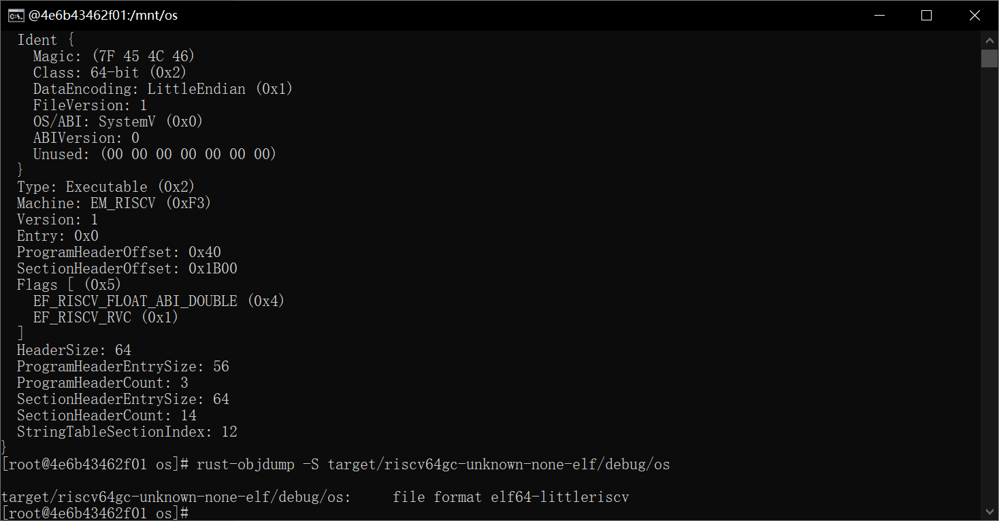 @4e6b43462f01:/mnt/os
Ident {
Magic: (7F 45 4C 46)
Class: 64-bit (0x2)
DataEncoding: LittleEndian (0x1)
FileVersion: 1
OS/ABI: SystemV (0x0)
ABIVersion: 0
Unused: (00 00 00 00 00 00 00)
}
Type: Executable (0x2)
Machine: EM_RISCV (0xF3)
Version: 1
Entry: 0x0
ProgramHeaderOffset: 0x40
SectionHeaderOffset: 0x1B00
Flags [ (0x5)
EF_RISCV_FLOAT_ABI_DOUBLE (0x4)
EF_RISCV_RVC (0x1)
]
HeaderSize: 64
ProgramHeaderEntrySize: 56
ProgramHeaderCount: 3
SectionHeaderEntrySize: 64
SectionHeaderCount: 14
StringTableSectionIndex: 12
}
[root@4e6b43462f01 os]# rust-objdump -S target/riscv64gc-unknown-none-elf/debug/os
target/riscv64gc-unknown-none-elf/debug/os:     file format elf64-littleriscv
[root@4e6b43462f01 os]#